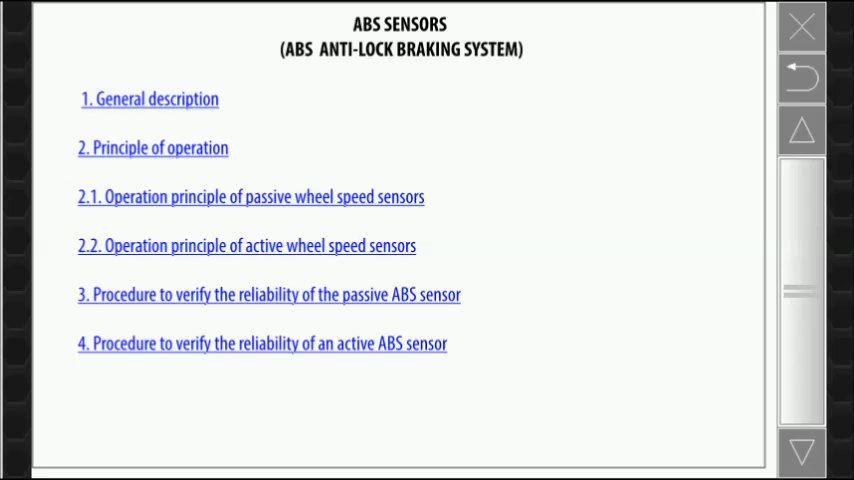 ABS SENSORS
(ABS ANTI-LOCK BRAKING SYSTEM)
1. General description
2. Principle of operation
2.1. Operation principle of passive wheel speed sensors
2.2. Operation principle of active wheel speed sensors
3. Procedure to verify the reliability of the passive ABS sensor
4. Procedure to verify the reliability of an active ABS sensor